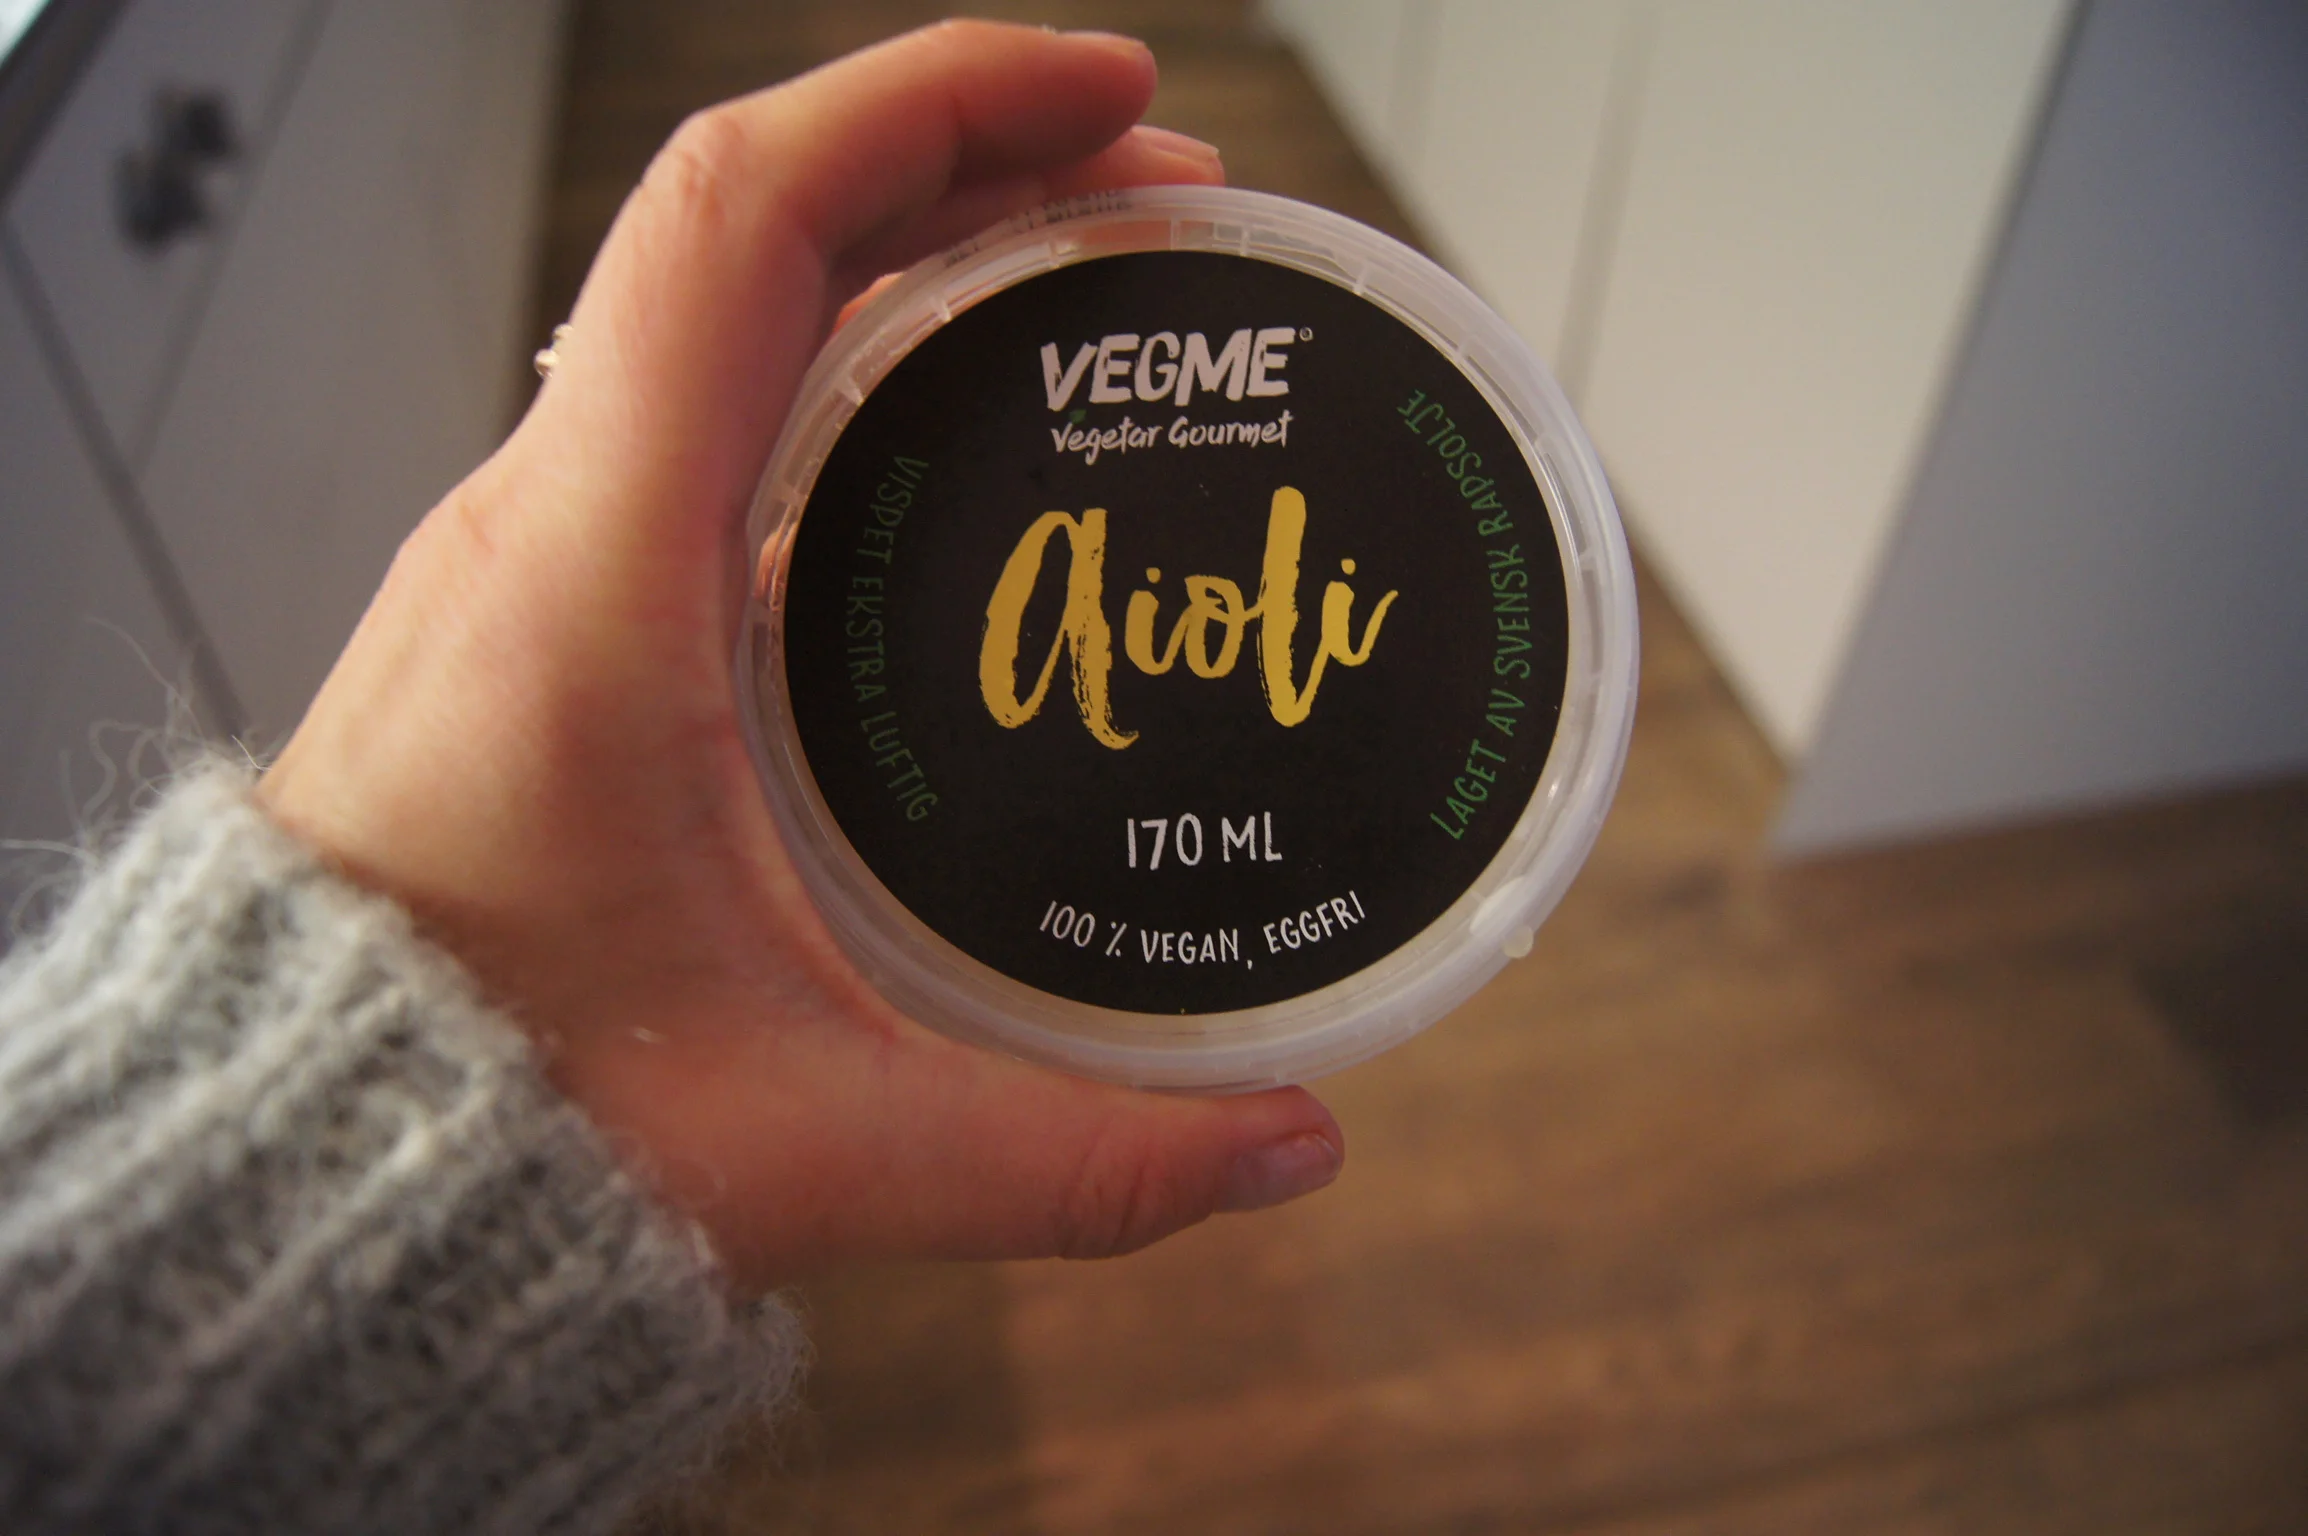 VEGME
Vegetar Gourmet
VISPET EKSTRA LUFTIG
aioli
LAGET AV SVENSK RAPSOLJE
170 ML
100 % VEGAN, EGGFRI